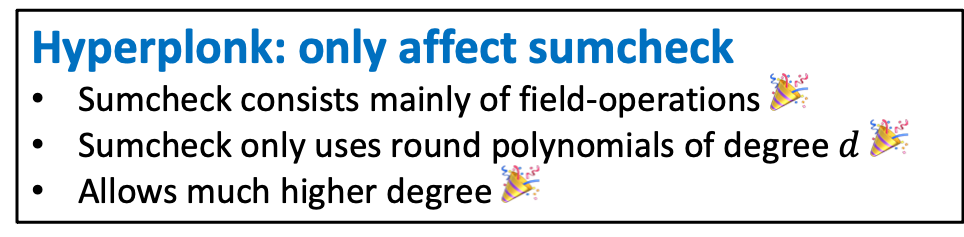 Hyperplonk: only affect sumcheck
• Sumcheck consists mainly of field-operations 🎉
• Sumcheck only uses round polynomials of degree d 🎉
• Allows much higher degree 🎉